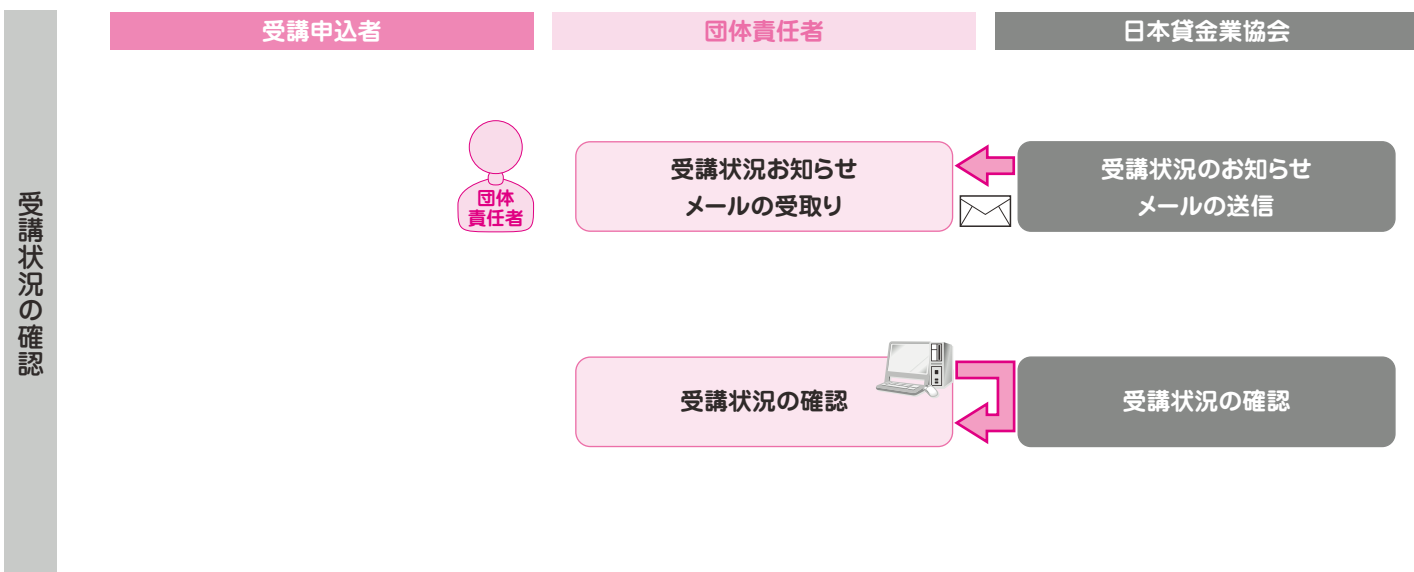 受講申込者
団体責任者
日本貸金業協会
受講状況の確認
団体
責任者
受講状況お知らせ
メールの受取り
受講状況のお知らせ
メールの送信
受講状況の確認
受講状況の確認